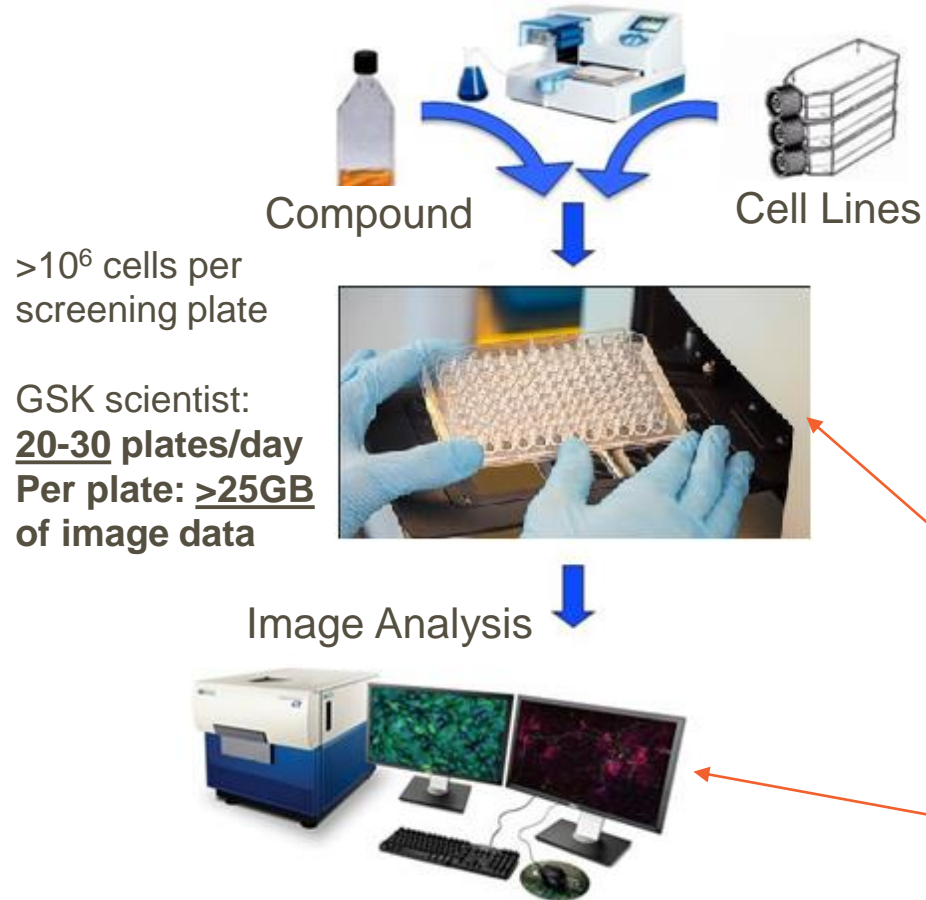 Compound
Cell Lines
>10⁶ cells per
screening plate
GSK scientist:
20-30 plates/day
Per plate: >25GB
of image data
Image Analysis